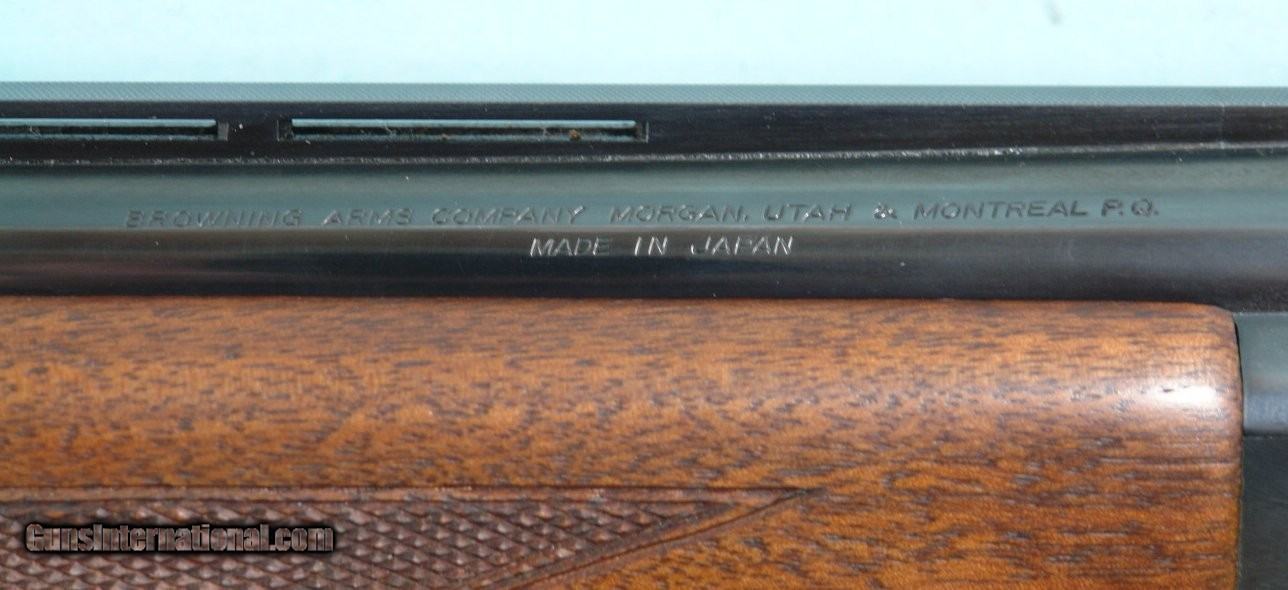 BROWNING ARMS COMPANY MORGAN, UTAH & MONTREAL P.Q.
MADE IN JAPAN
GunsInternational.com